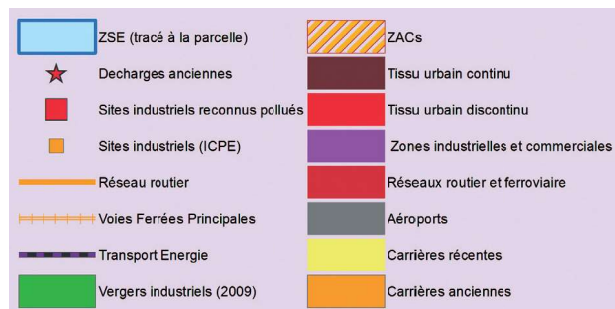 ZSE (tracé à la parcelle)
Decharges anciennes
Sites industriels reconnus pollués
Sites industriels (ICPE)
Réseau routier
Voies Ferrées Principales
Transport Energie
Vergers industriels (2009)
ZACs
Tissu urbain continu
Tissu urbain discontinu
Zones industrielles et commerciales
Réseaux routier et ferroviaire
Aéroports
Carrières récentes
Carrières anciennes